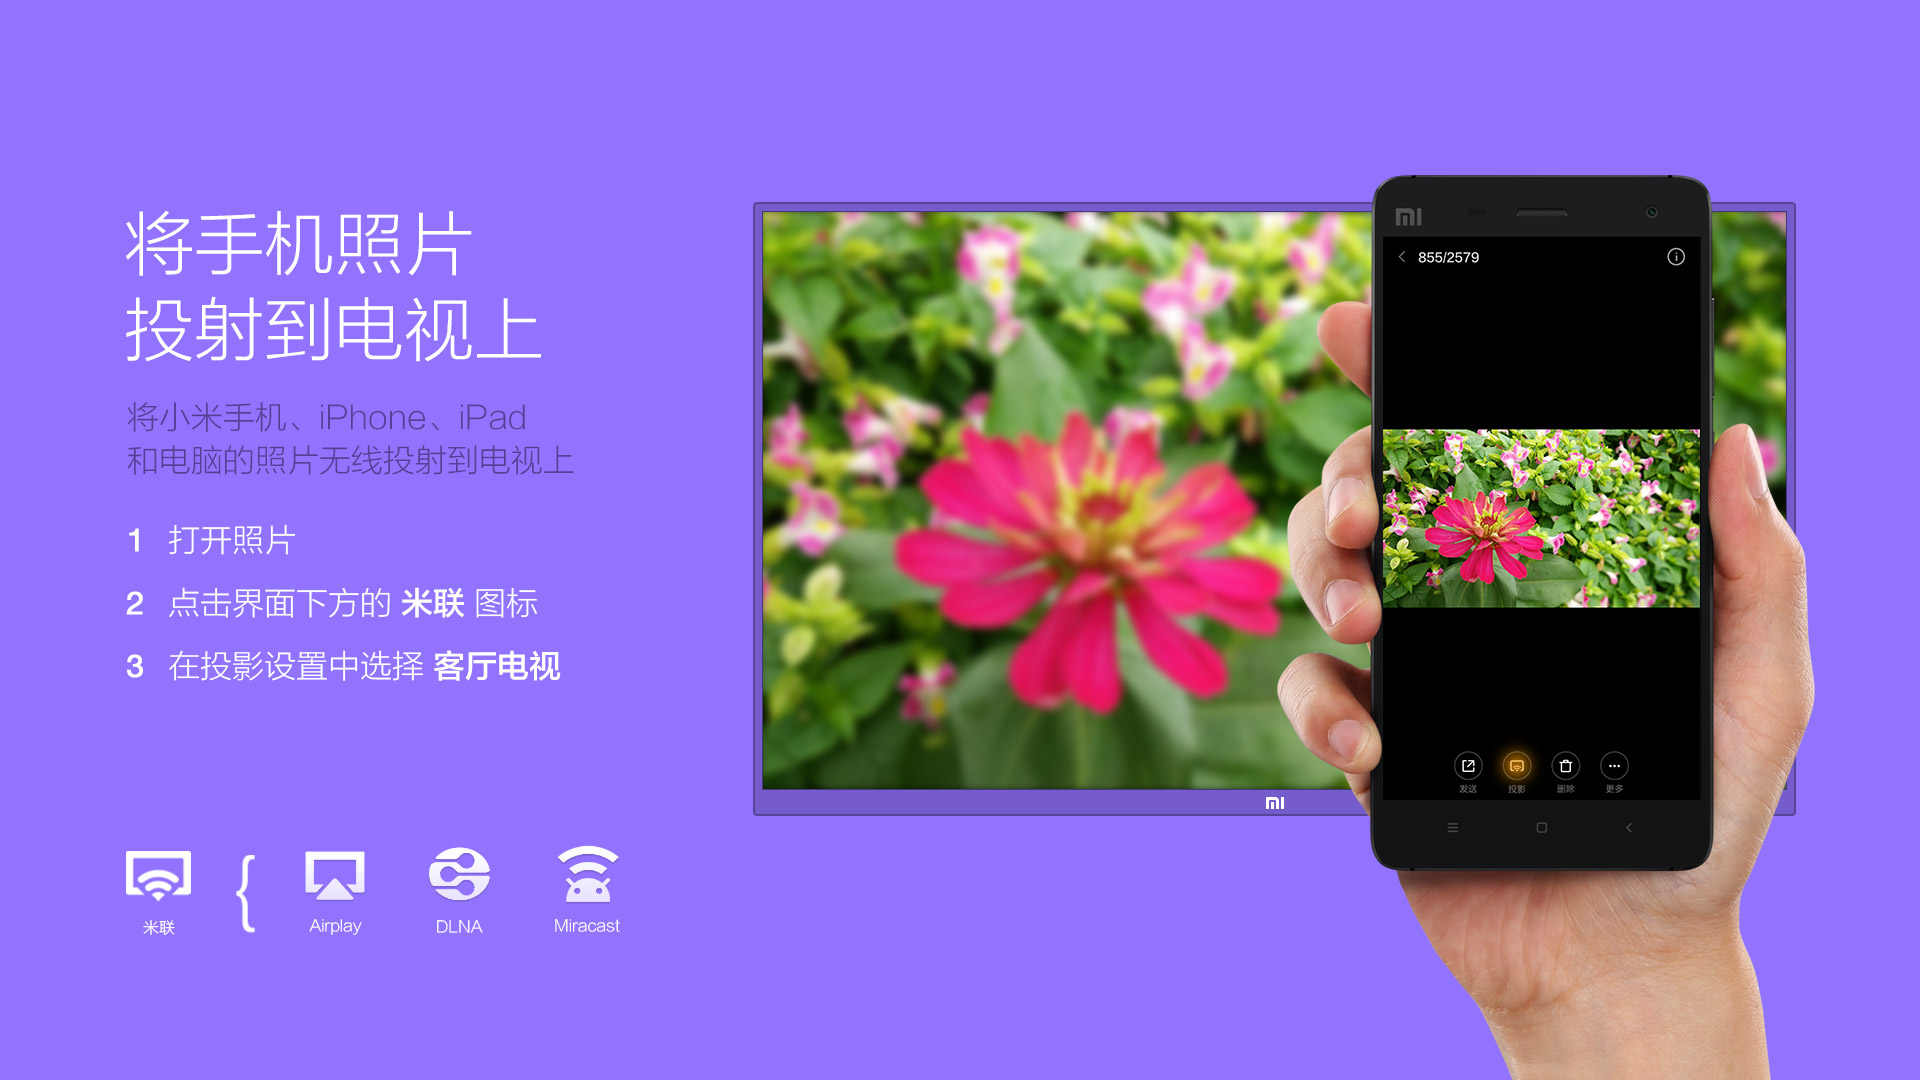 将手机照片
投射到电视上
将小米手机、iPhone、iPad
和电脑的照片无线投射到电视上
1 打开照片
2 点击界面下方的 米联 图标
3 在投影设置中选择 客厅电视
米联 { Airplay DLNA Miracast
mi
mi
855/2579
发送 投影 删除 更多